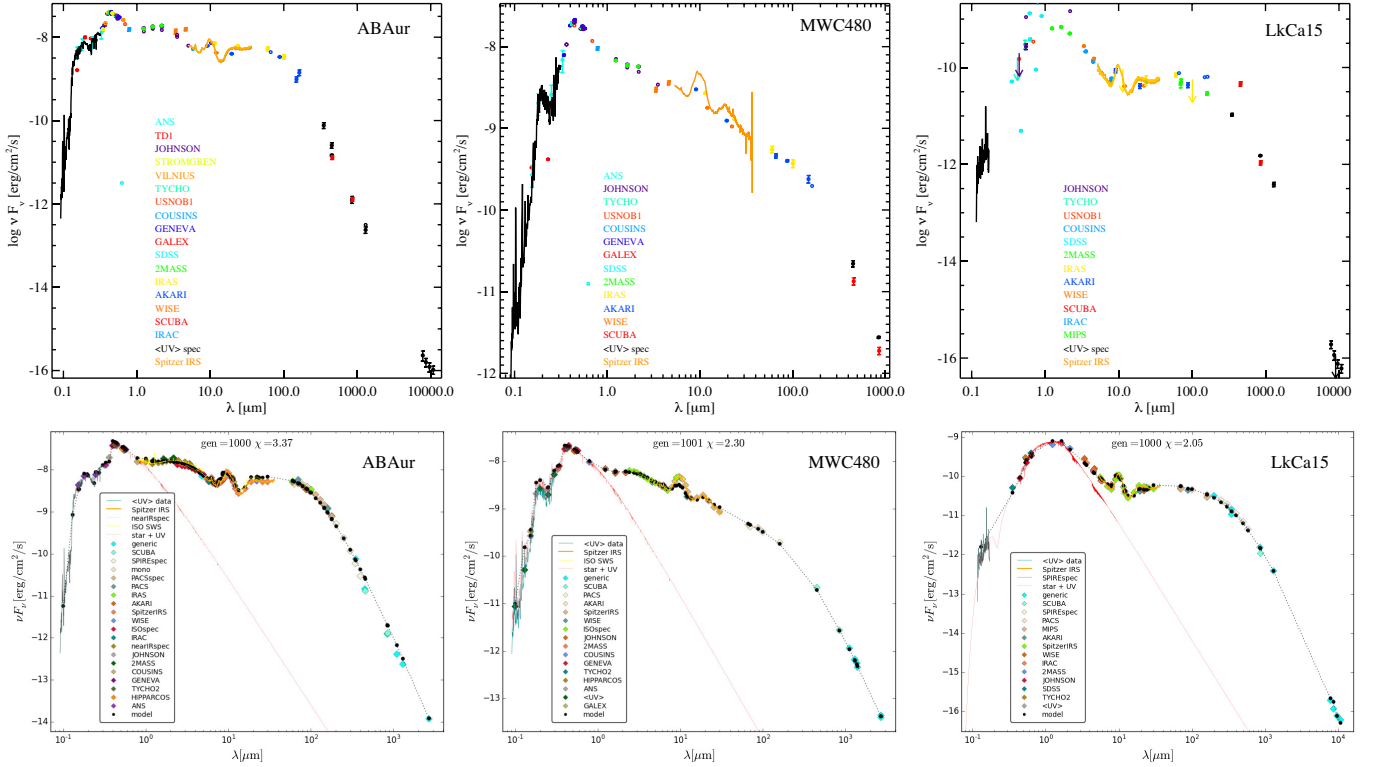 ABAur
-8
-10
-12
-14
-16
log ν Fν [erg/cm²/s]
ANS
TD1
JOHNSON
STROMGREN
VILNIUS
TYCHO
USNOB1
COUSINS
GENEVA
GALEX
SDSS
2MASS
IRAS
AKARI
WISE
SCUBA
IRAC
<UV> spec
Spitzer IRS
0.1 1.0 10.0 100.0 1000.0 10000.0
λ [μm]
MWC480
-8
-9
-10
-11
-12
log ν Fν [erg/cm²/s]
ANS
JOHNSON
TYCHO
USNOB1
COUSINS
GENEVA
GALEX
SDSS
2MASS
IRAS
AKARI
WISE
SCUBA
<UV> spec
Spitzer IRS
0.1 1.0 10.0 100.0 1000.0
λ [μm]
LkCa15
-10
-12
-14
-16
log ν Fν [erg/cm²/s]
JOHNSON
TYCHO
USNOB1
COUSINS
SDSS
2MASS
IRAS
AKARI
WISE
SCUBA
IRAC
MIPS
<UV> spec
Spitzer IRS
0.1 1.0 10.0 100.0 1000.0 10000.0
λ [μm]
gen =1000 χ =3.37
ABAur
−8
−9
−10
−11
−12
−13
−14
νFν[erg/cm²/s]
<UV> data
Spitzer IRS
nearIRspec
ISO SWS
star + UV
generic
SCUBA
SPIREspec
mono
PACSspec
PACS
IRAS
AKARI
SpitzerIRS
WISE
ISOspec
IRAC
nearIRspec
JOHNSON
2MASS
COUSINS
GENEVA
TYCHO2
HIPPARCOS
ANS
model
10⁻¹ 10⁰ 10¹ 10² 10³
λ[μm]
gen =1001 χ =2.30
MWC480
−8
−9
−10
−11
−12
−13
νFν[erg/cm²/s]
<UV> data
Spitzer IRS
ISO SWS
star + UV
generic
SCUBA
PACS
AKARI
SpitzerIRS
WISE
ISOspec
JOHNSON
2MASS
COUSINS
GENEVA
TYCHO2
HIPPARCOS
ANS
<UV>
GALEX
model
10⁻¹ 10⁰ 10¹ 10² 10³
λ[μm]
gen =1000 χ =2.05
LkCa15
−9
−10
−11
−12
−13
−14
−15
−16
−17
νFν[erg/cm²/s]
<UV> data
Spitzer IRS
SPIREspec
star + UV
generic
SCUBA
SPIREspec
PACS
MIPS
AKARI
SpitzerIRS
WISE
IRAC
2MASS
JOHNSON
SDSS
TYCHO2
<UV>
model
10⁻¹ 10⁰ 10¹ 10² 10³ 10⁴
λ[μm]